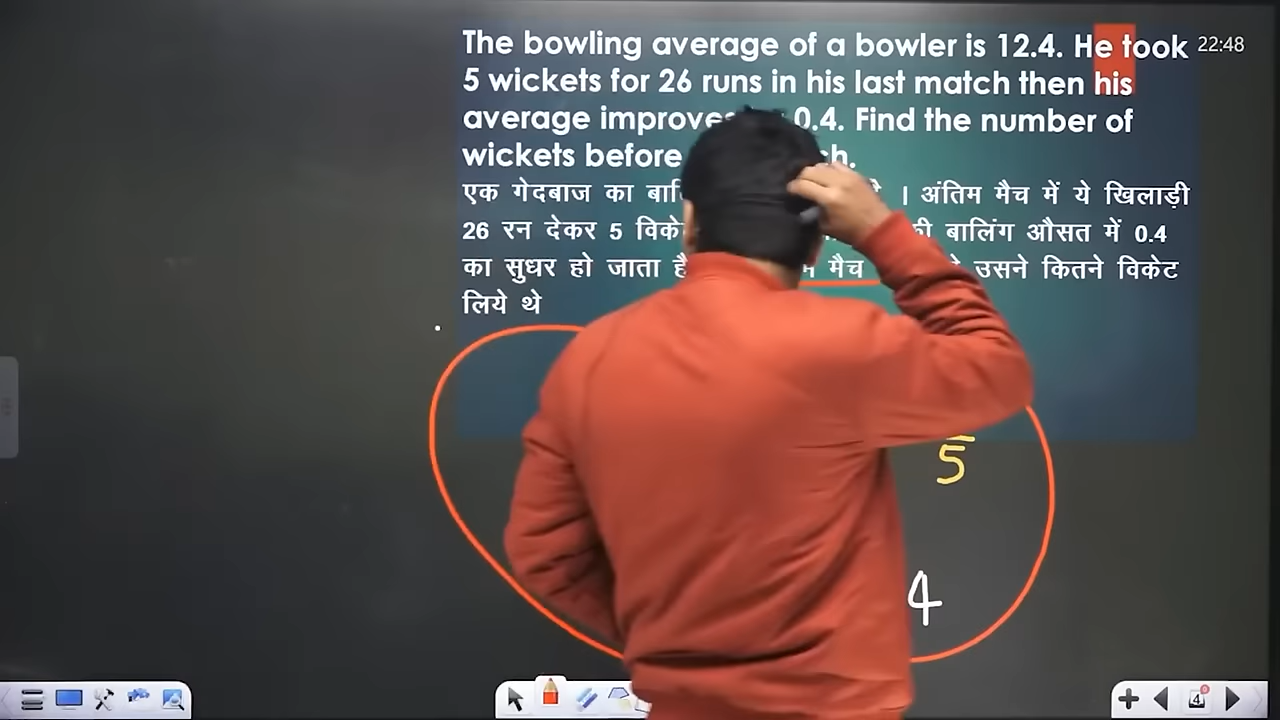 The bowling average of a bowler is 12.4. He took
22:48
5 wickets for 26 runs in his last match then his
average improves 0.4. Find the number of
wickets before
एक गेदबाज का । अंतिम मैच में ये खिलाड़ी
26 रन देकर 5 की बालिंग औसत में 0.4
का सुधर हो जाता है मैच उसने कितने विकेट
लिये थे
5
4
4